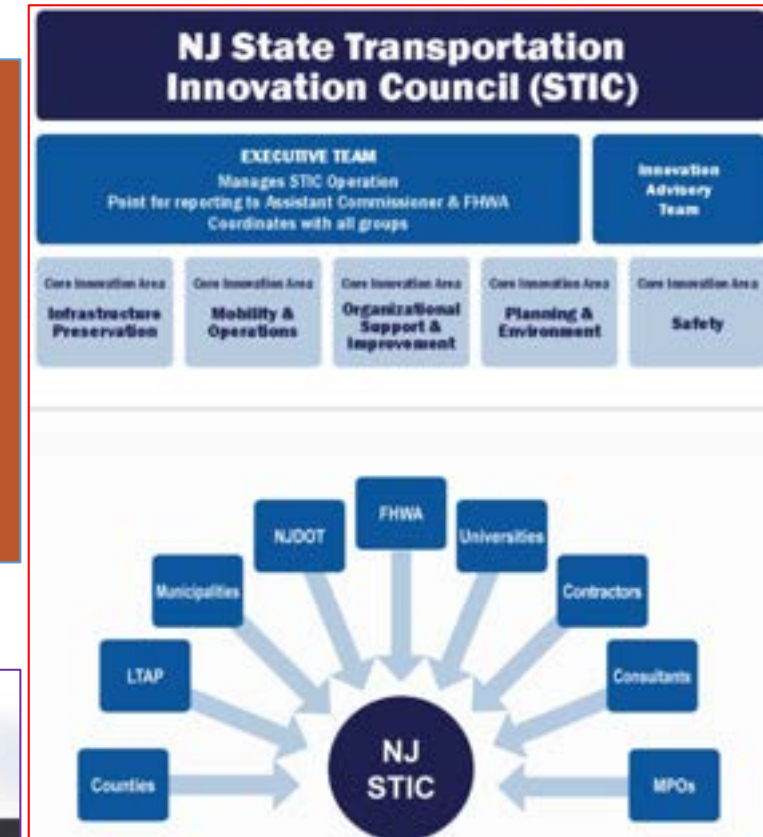 NJ State Transportation
Innovation Council (STIC)
EXECUTIVE TEAM
Manages STIC Operation
Point for reporting to Assistant Commissioner & FHWA
Coordinates with all groups
Innovation
Advisory
Team
Core Innovation Area
Infrastructure
Preservation
Core Innovation Area
Mobility &
Operations
Core Innovation Area
Organizational
Support &
Improvement
Core Innovation Area
Planning &
Environment
Core Innovation Area
Safety
FHWA
NJDOT
Universities
Municipalities
Contractors
LTAP
Consultants
Counties
MPOs
NJ
STIC